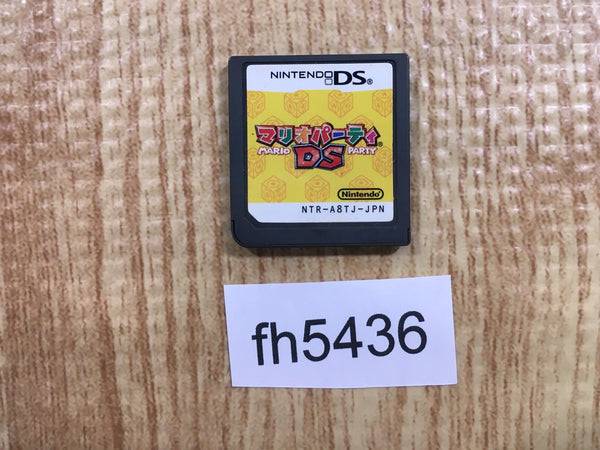 NINTENDO DS®
マリオパーティ®
MARIO DS PARTY
Nintendo®
NTR-A8TJ-JPN
fh5436